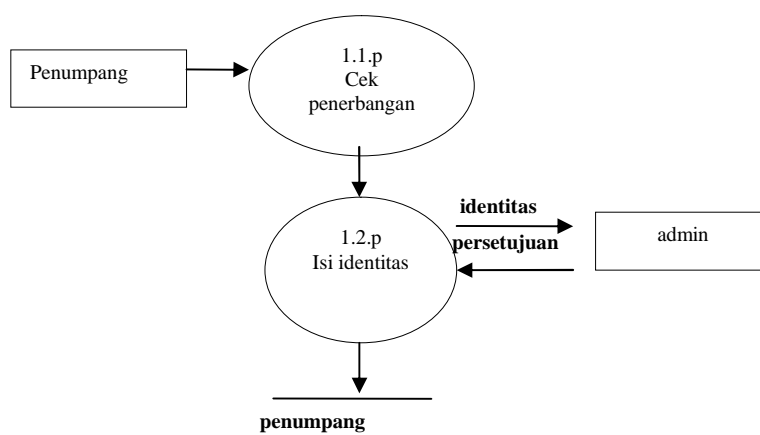 Penumpang
1.1.p
Cek
penerbangan
1.2.p
Isi identitas
identitas
persetujuan
admin
penumpang